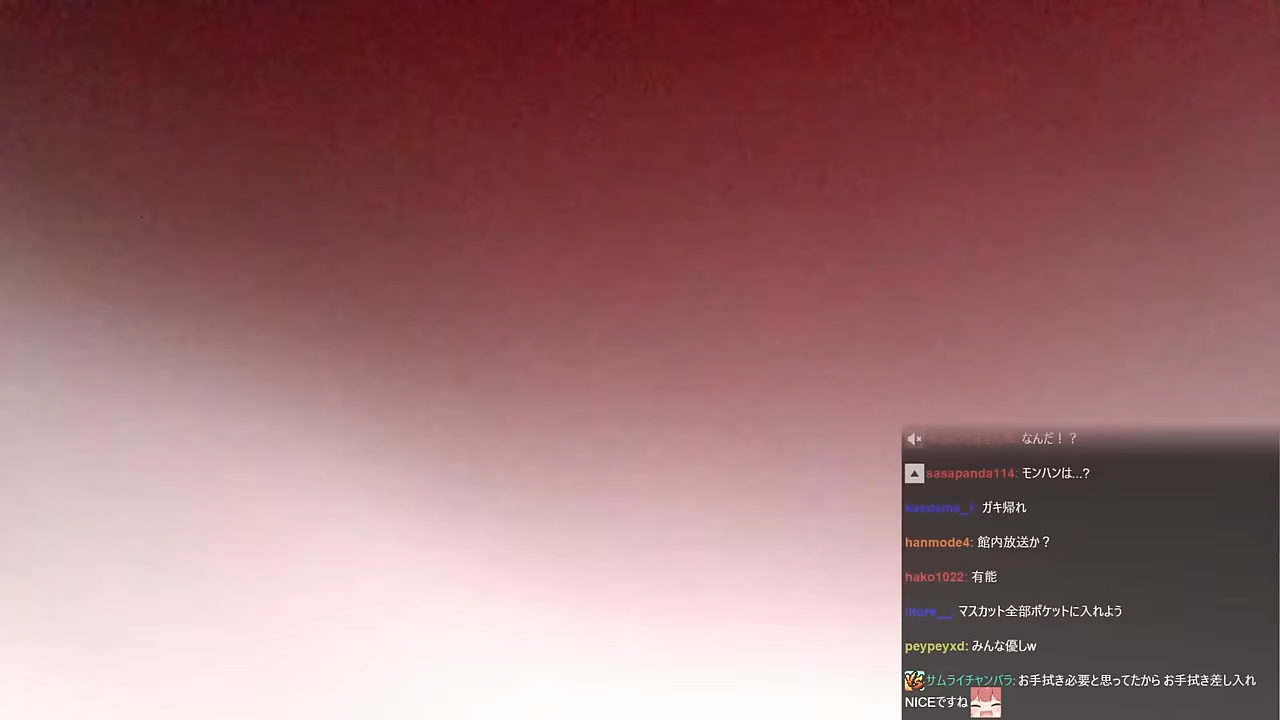 なんだ！？
sasapanda114: モンハンは...?
kaedama_l ガキ帰れ
hanmode4: 館内放送か？
hako1022: 有能
マスカット全部ポケットに入れよう
peypeyxd: みんな優しw
サムライチャンバラ: お手拭き必要と思ってたから お手拭き差し入れ
NICEですね